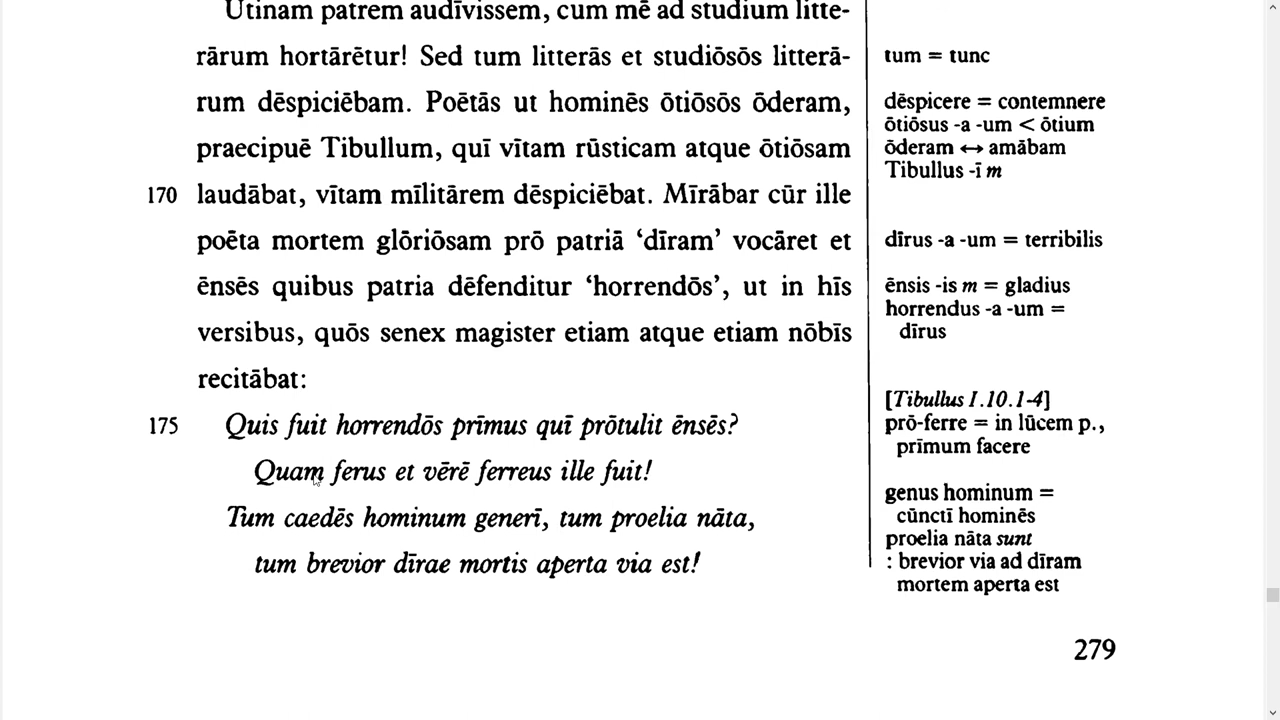 Utinam patrem audīvissem, cum mē ad studium litte-
rārum hortārētur! Sed tum litterās et studiōsōs litterā-
rum dēspiciēbam. Poētās ut hominēs ōtiōsōs ōderam,
praecipuē Tibullum, quī vītam rūsticam atque ōtiōsam
170 laudābat, vītam mīlitārem dēspiciēbat. Mīrābar cūr ille
poēta mortem glōriōsam prō patriā ‘dīram’ vocāret et
ēnsēs quibus patria dēfenditur ‘horrendōs’, ut in hīs
versibus, quōs senex magister etiam atque etiam nōbīs
recitābat:
175 Quis fuit horrendōs prīmus quī prōtulit ēnsēs?
Quam ferus et vērē ferreus ille fuit!
Tum caedēs hominum generī, tum proelia nāta,
tum brevior dīrae mortis aperta via est!
tum = tunc
dēspicere = contemnere
ōtiōsus -a -um < ōtium
ōderam ↔ amābam
Tibullus -ī m
dīrus -a -um = terribilis
ēnsis -is m = gladius
horrendus -a -um =
dīrus
[Tibullus I.10.1-4]
prō-ferre = in lūcem p.,
prīmum facere
genus hominum =
cūnctī hominēs
proelia nāta sunt
: brevior via ad dīram
mortem aperta est
279